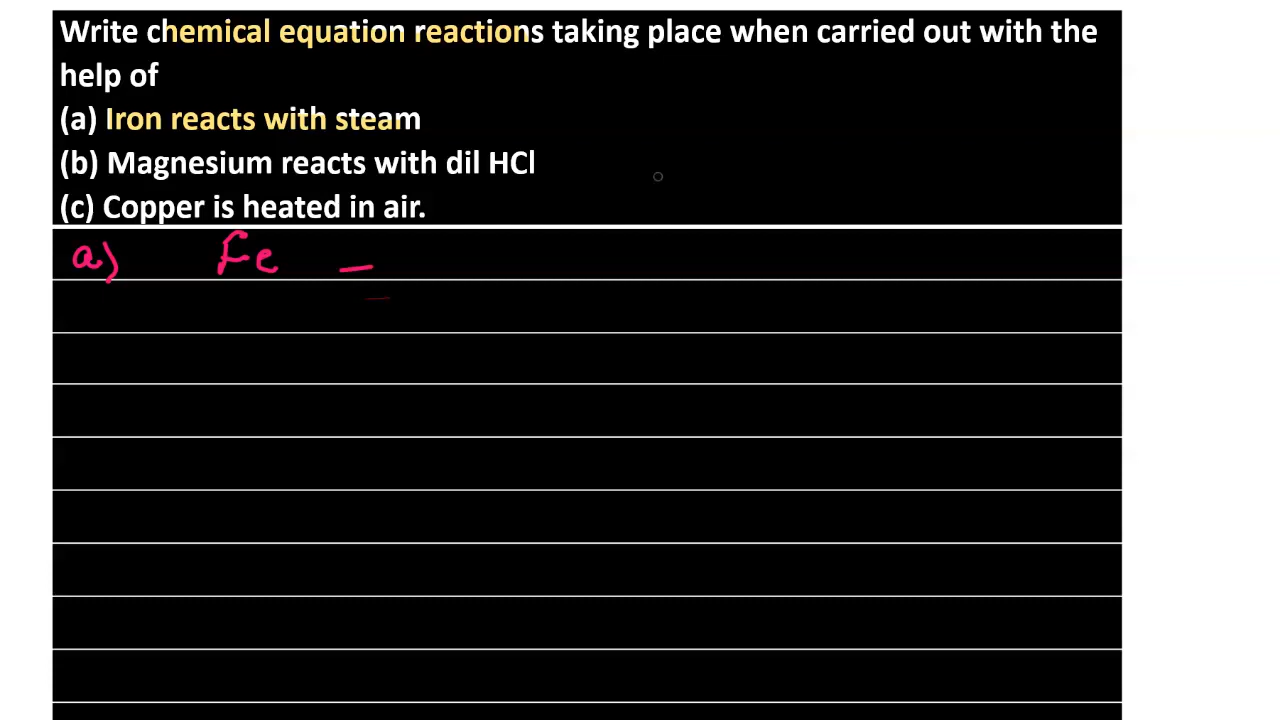 Write chemical equation reactions taking place when carried out with the
help of
(a) Iron reacts with steam
(b) Magnesium reacts with dil HCl
(c) Copper is heated in air.
a) Fe –